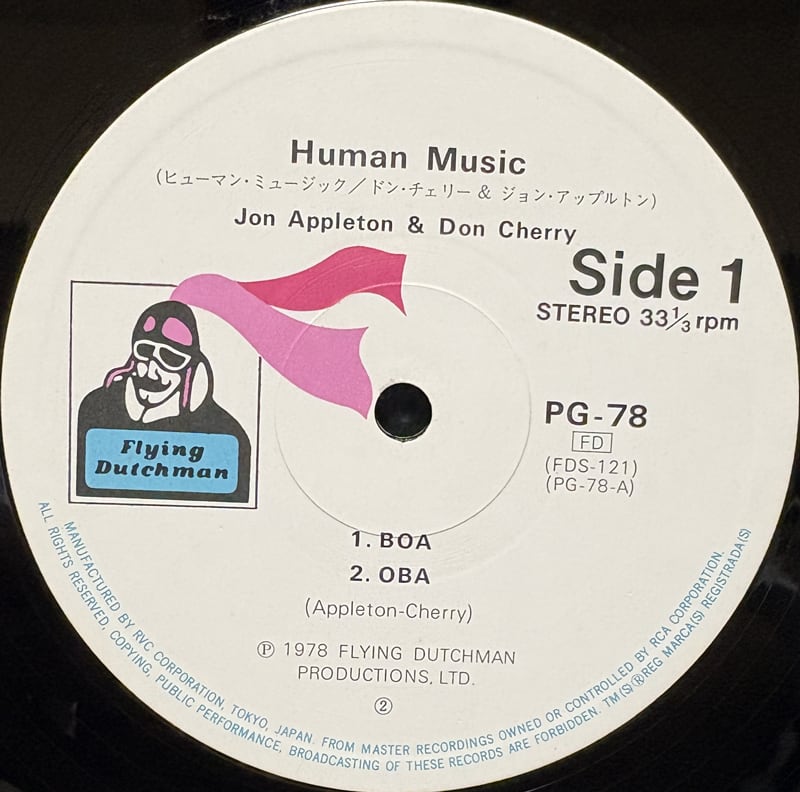 Human Music
(ヒューマン・ミュージック／ドン・チェリー & ジョン・アップルトン)
Jon Appleton & Don Cherry
Side 1
STEREO 33⅓ rpm
Flying
Dutchman
PG-78
FD
(FDS-121)
(PG-78-A)
1. BOA
2. OBA
(Appleton-Cherry)
Ⓟ 1978 FLYING DUTCHMAN
PRODUCTIONS, LTD.
②
MANUFACTURED BY RVC CORPORATION, TOKYO, JAPAN. FROM MASTER RECORDINGS OWNED OR CONTROLLED BY RCA CORPORATION.
ALL RIGHTS RESERVED, COPYING, PUBLIC PERFORMANCE, BROADCASTING OF THESE RECORDS ARE FORBIDDEN. TM(S)®REG MARCA(S) REGISTRADA(S)